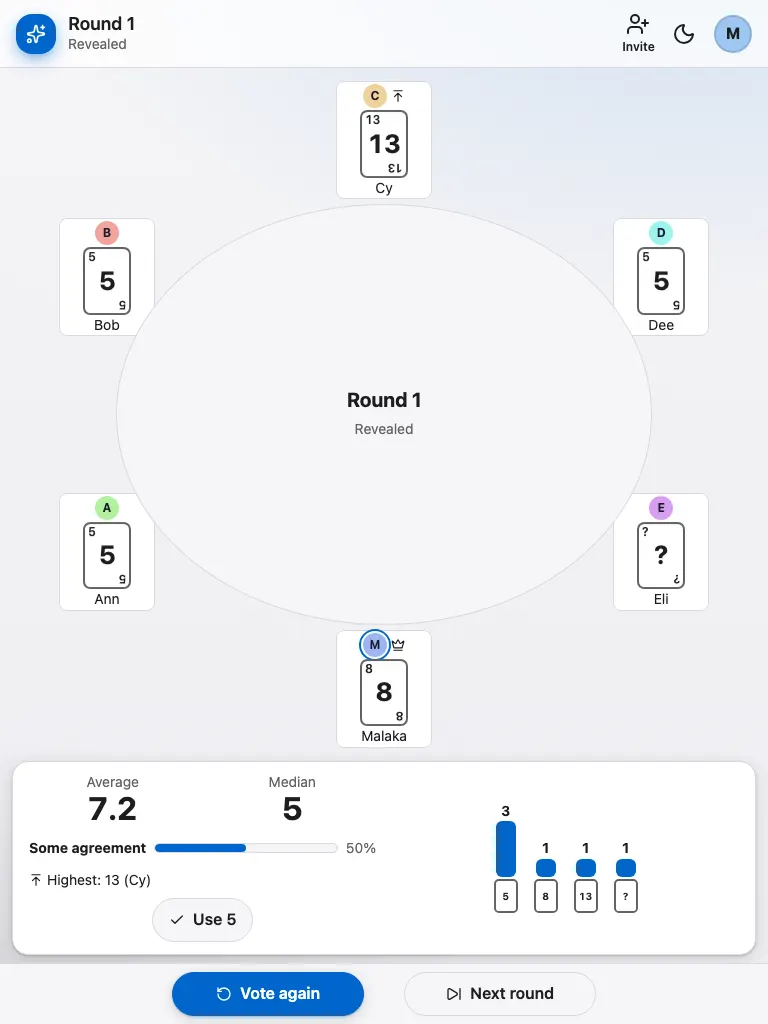 Round 1
Revealed
Invite
M
C
13
13
13
Cy
B
5
5
5
Bob
D
5
5
5
Dee
Round 1
Revealed
A
5
5
5
Ann
E
?
?
?
Eli
M
8
8
8
Malaka
Average
7.2
Median
5
Some agreement
50%
Highest: 13 (Cy)
Use 5
3
1
1
1
5
8
13
?
Vote again
Next round